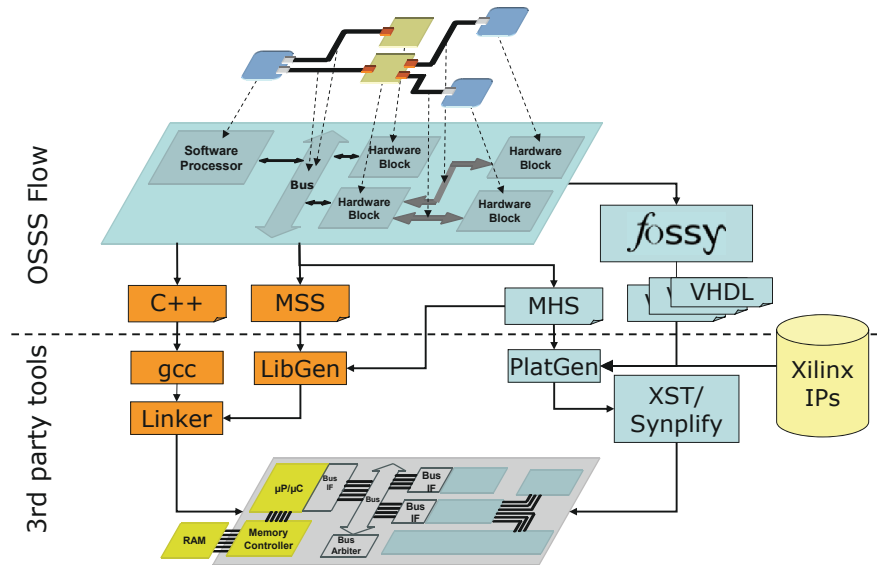 OSSS Flow
Software
Processor
Bus
Hardware
Block
Hardware
Block
Hardware
Block
Hardware
Block
fossy
C++
MSS
MHS
V
V
VHDL
3rd party tools
gcc
LibGen
PlatGen
Xilinx
IPs
Linker
XST/
Synplify
µP/µC
Bus
IF
Bus
Bus
IF
Bus
IF
RAM
Memory
Controller
Bus
Arbiter